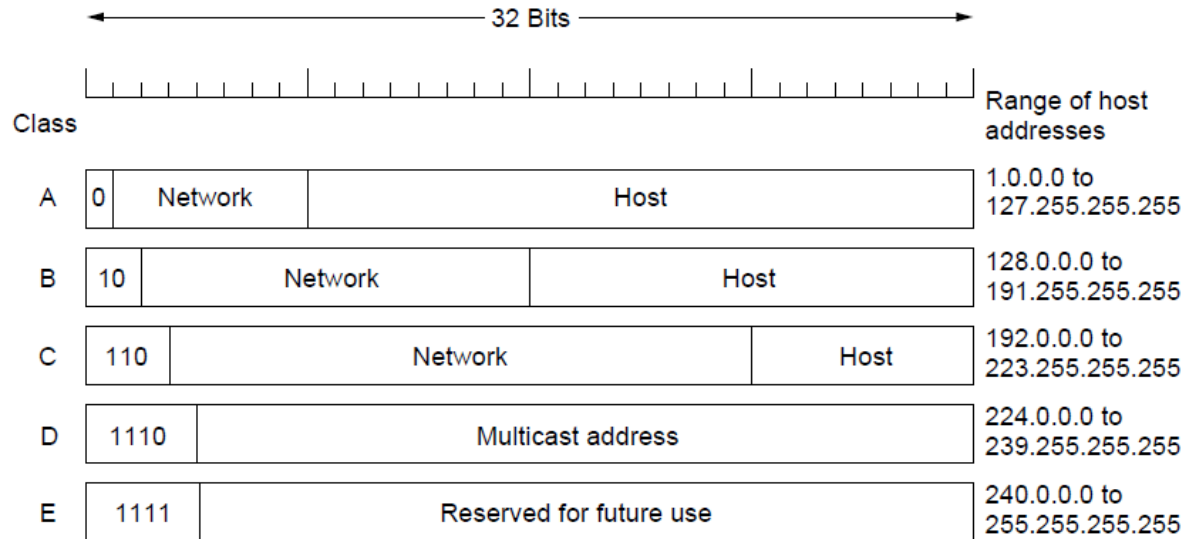 32 Bits
Range of host
addresses
Class
A 0 Network Host 1.0.0.0 to
127.255.255.255
B 10 Network Host 128.0.0.0 to
191.255.255.255
C 110 Network Host 192.0.0.0 to
223.255.255.255
D 1110 Multicast address 224.0.0.0 to
239.255.255.255
E 1111 Reserved for future use 240.0.0.0 to
255.255.255.255